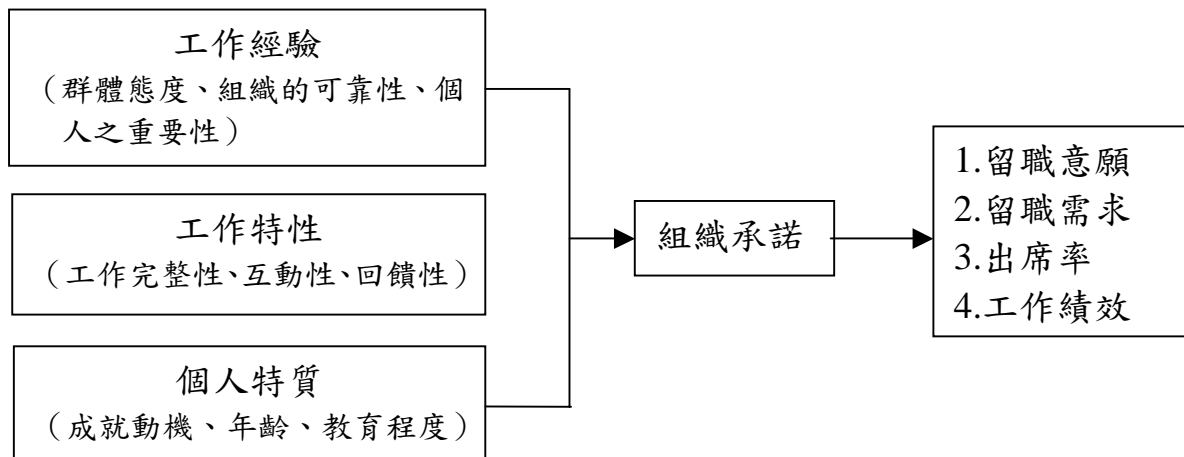 工作經驗
（群體態度、組織的可靠性、個
人之重要性）
工作特性
（工作完整性、互動性、回饋性）
個人特質
（成就動機、年齡、教育程度）
組織承諾
1.留職意願
2.留職需求
3.出席率
4.工作績效